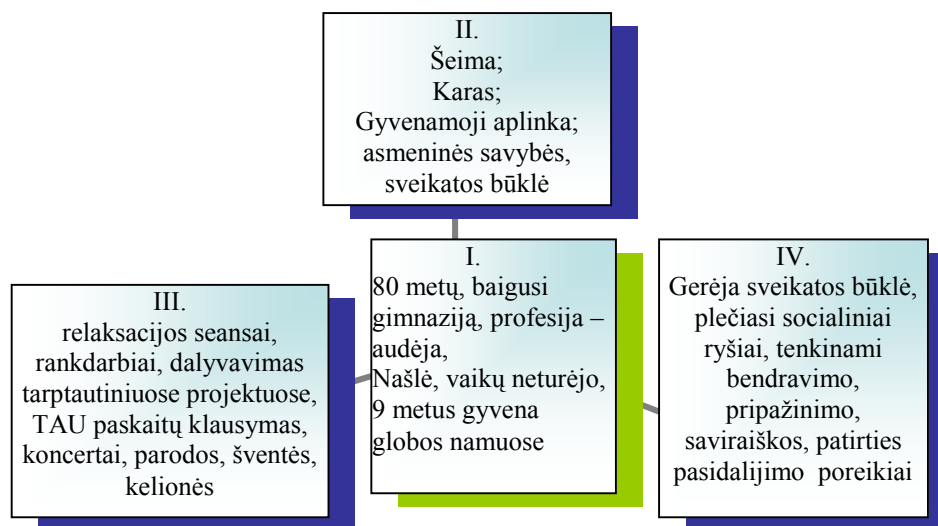 II.
Šeima;
Karas;
Gyvenamoji aplinka;
asmeninės savybės,
sveikatos būklė
I.
80 metų, baigusi
gimnaziją, profesija –
audėja,
Našlė, vaikų neturėjo,
9 metus gyvena
globos namuose
III.
relaksacijos seansai,
rankdarbiai, dalyvavimas
tarptautiniuose projektuose,
TAU paskaitų klausymas,
koncertai, parodos, šventės,
kelionės
IV.
Gerėja sveikatos būklė,
plečiasi socialiniai
ryšiai, tenkinami
bendravimo,
pripažinimo,
saviraiškos, patirties
pasidalijimo poreikiai